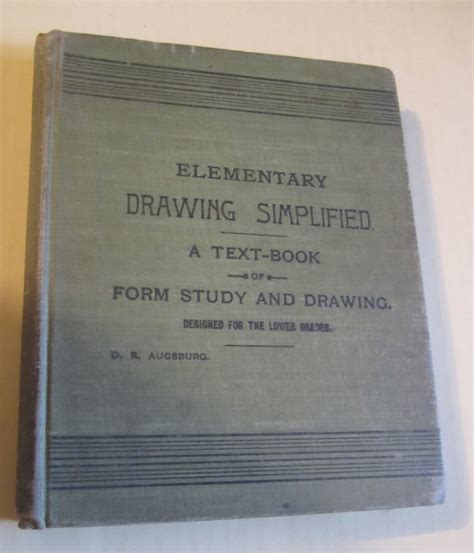 ELEMENTARY
DRAWING SIMPLIFIED.
A TEXT-BOOK
OF
FORM STUDY AND DRAWING.
DESIGNED FOR THE LOWER GRADES.
D. R. AUGSBURG.